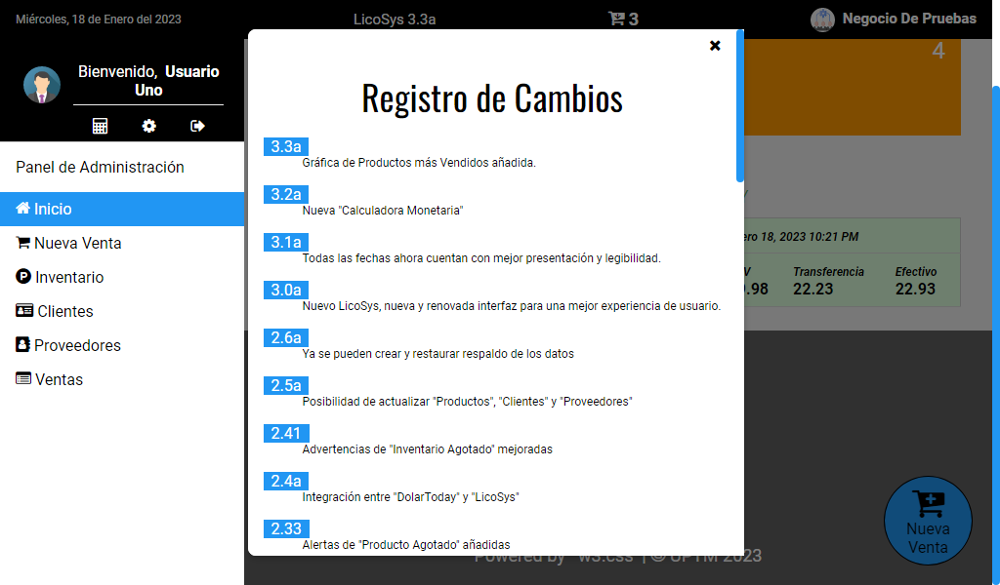 Miércoles, 18 de Enero del 2023
LicoSys 3.3a
3
Negocio De Pruebas
Bienvenido, Usuario
Uno
Panel de Administración
Inicio
Nueva Venta
Inventario
Clientes
Proveedores
Ventas
Registro de Cambios
3.3a
Gráfica de Productos más Vendidos añadida.
3.2a
Nueva "Calculadora Monetaria"
3.1a
Todas las fechas ahora cuentan con mejor presentación y legibilidad.
3.0a
Nuevo LicoSys, nueva y renovada interfaz para una mejor experiencia de usuario.
2.6a
Ya se pueden crear y restaurar respaldo de los datos
2.5a
Posibilidad de actualizar "Productos", "Clientes" y "Proveedores"
2.41
Advertencias de "Inventario Agotado" mejoradas
2.4a
Integración entre "DolarToday" y "LicoSys"
2.33
Alertas de "Producto Agotado" añadidas
4
ero 18, 2023 10:21 PM
V Transferencia Efectivo
9.98 22.23 22.93
Nueva
Venta
Powered by w3.css | © UPTM 2023